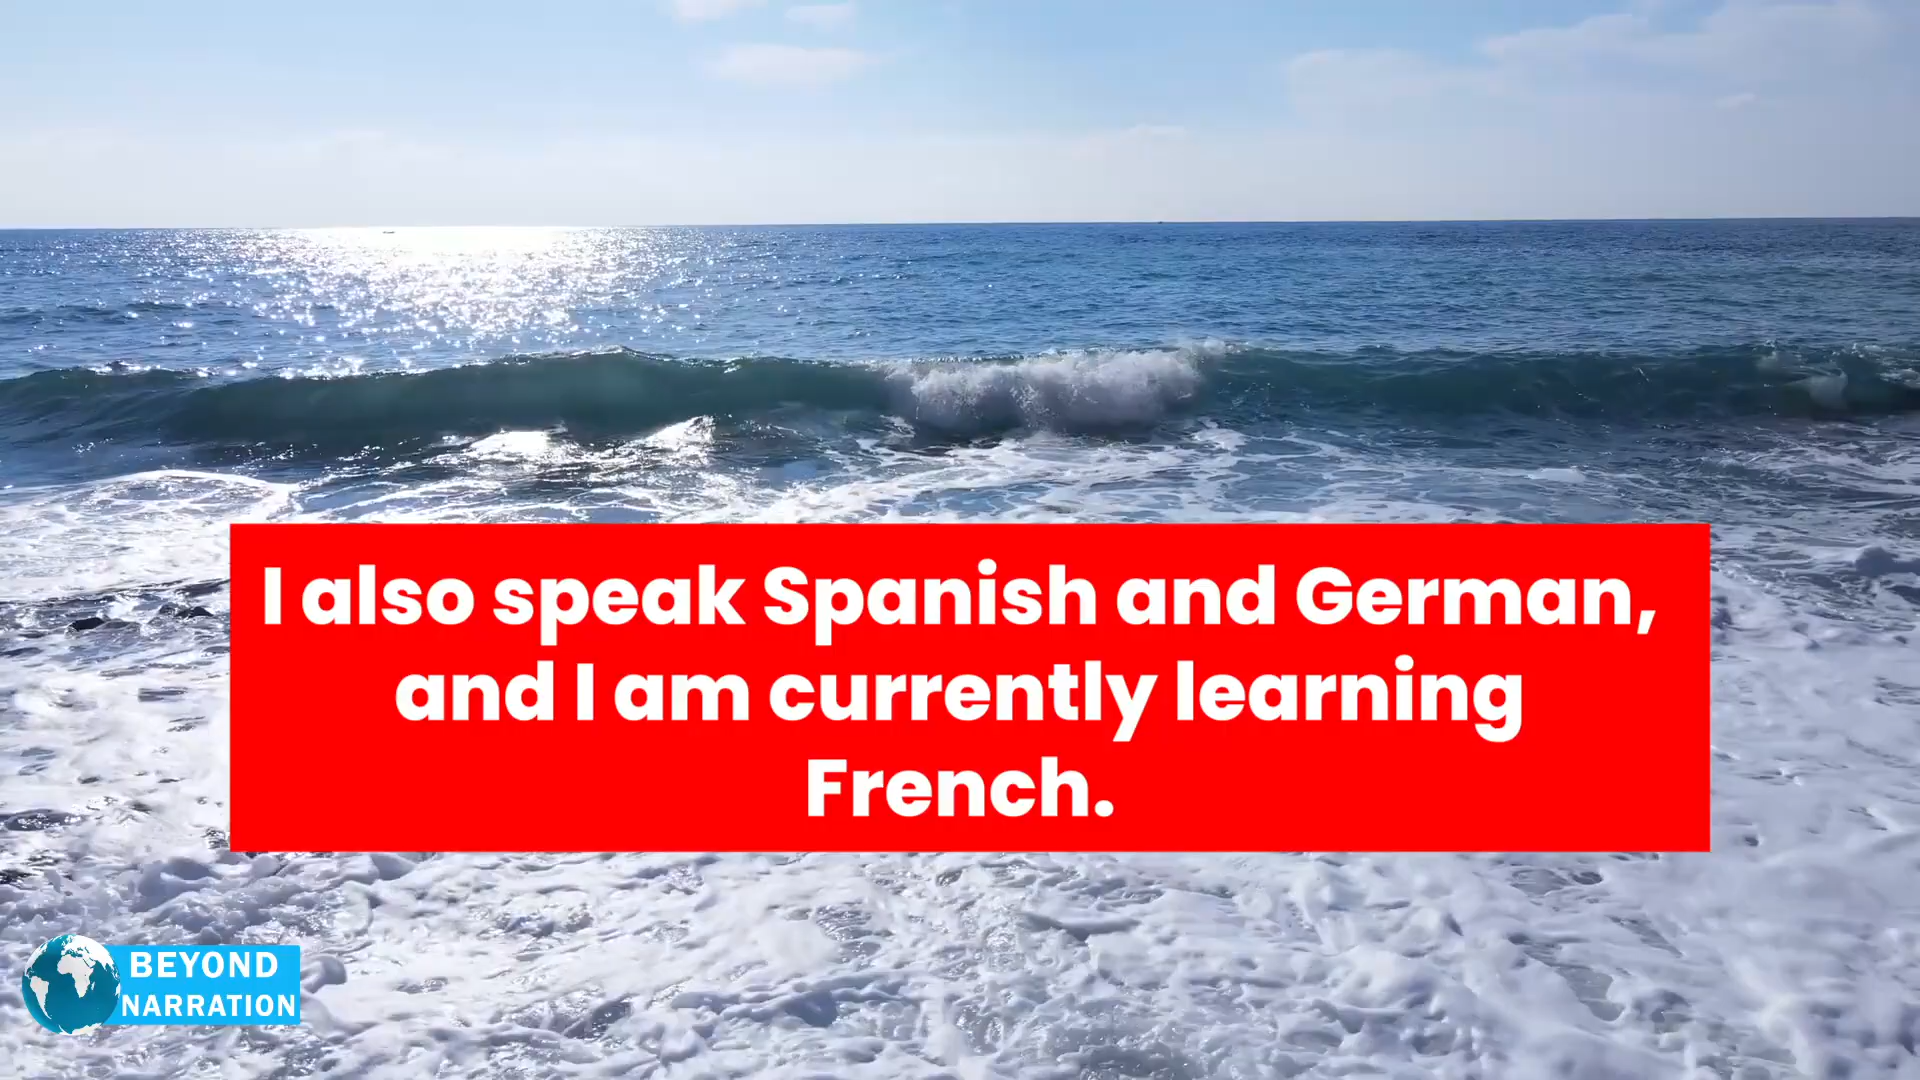 I also speak Spanish and German,
and I am currently learning
French.
BEYOND
NARRATION